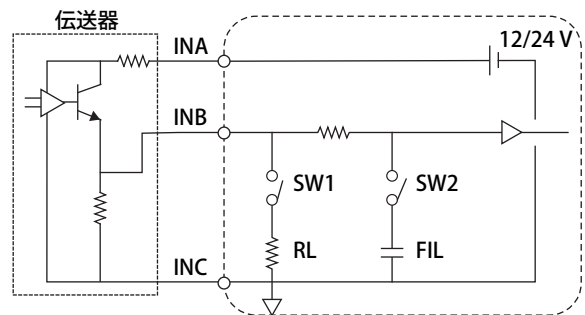 伝送器
INA
12/24 V
INB
SW1
SW2
RL
FIL
INC